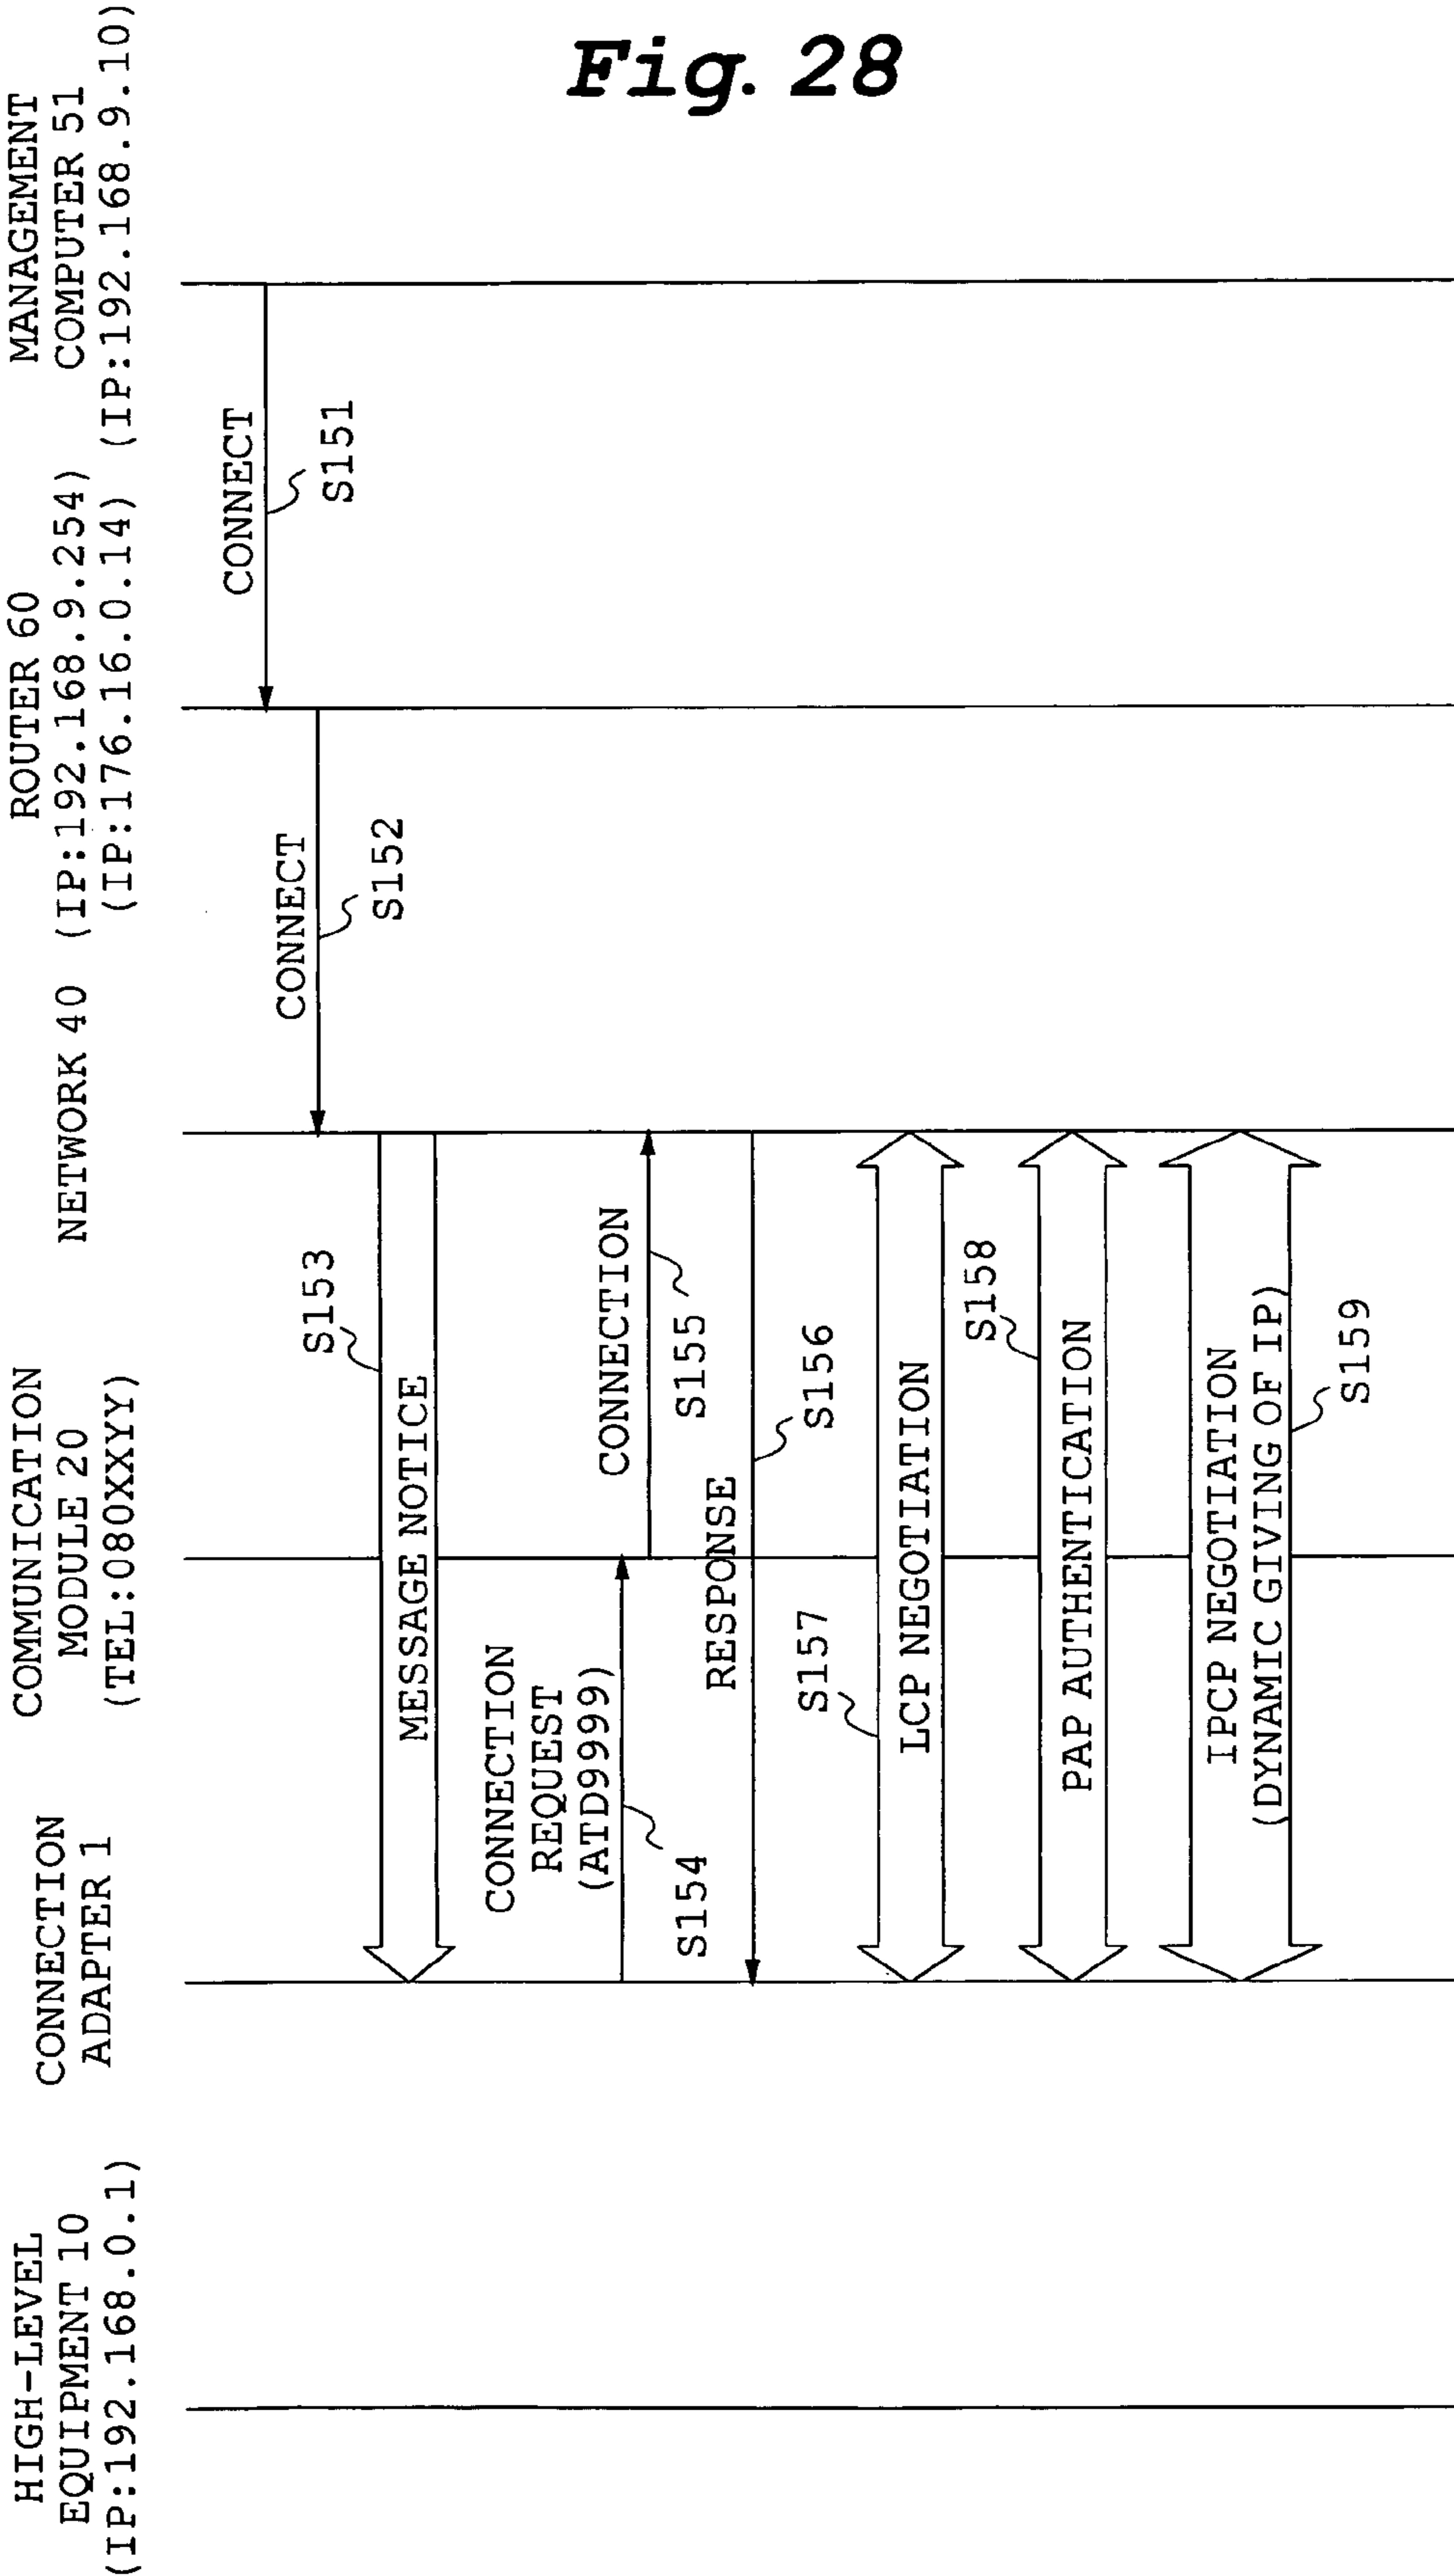 Fig. 28
HIGH-LEVEL
EQUIPMENT 10
(IP:192.168.0.1)
CONNECTION
ADAPTER 1
COMMUNICATION
MODULE 20
(TEL:080XXYY)
NETWORK 40
ROUTER 60
(IP:192.168.9.254)
(IP:176.16.0.14)
MANAGEMENT
COMPUTER 51
(IP:192.168.9.10)
CONNECT
S151
CONNECT
S152
S153
MESSAGE NOTICE
CONNECTION
REQUEST
(ATD9999)
S154
CONNECTION
S155
RESPONSE
S156
S157
LCP NEGOTIATION
S158
PAP AUTHENTICATION
IPCP NEGOTIATION
(DYNAMIC GIVING OF IP)
S159